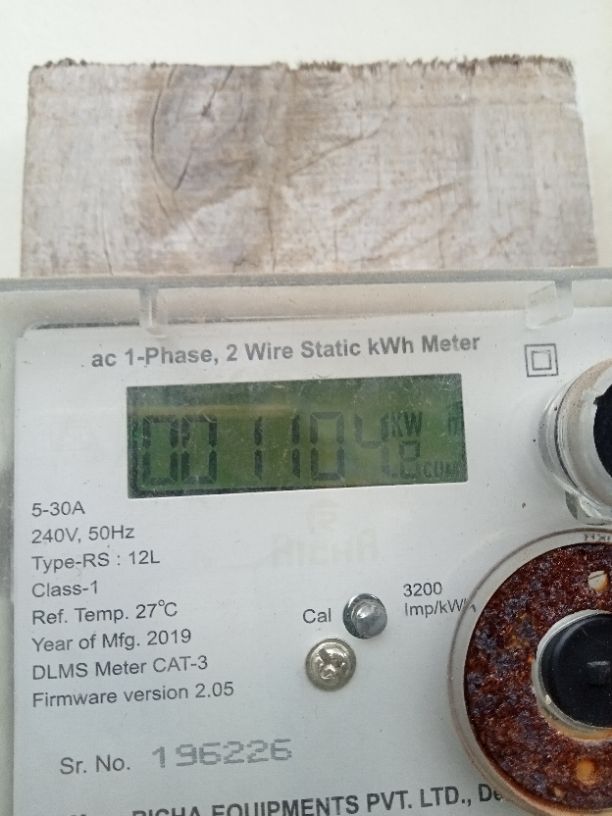 ac 1-Phase, 2 Wire Static kWh Meter
001104.8 KW h
CUM
5-30A
240V, 50Hz
Type-RS : 12L
Class-1
Ref. Temp. 27°C
Year of Mfg. 2019
DLMS Meter CAT-3
Firmware version 2.05
Cal
3200
Imp/kWh
Sr. No. 196226
RICHA EQUIPMENTS PVT. LTD., De